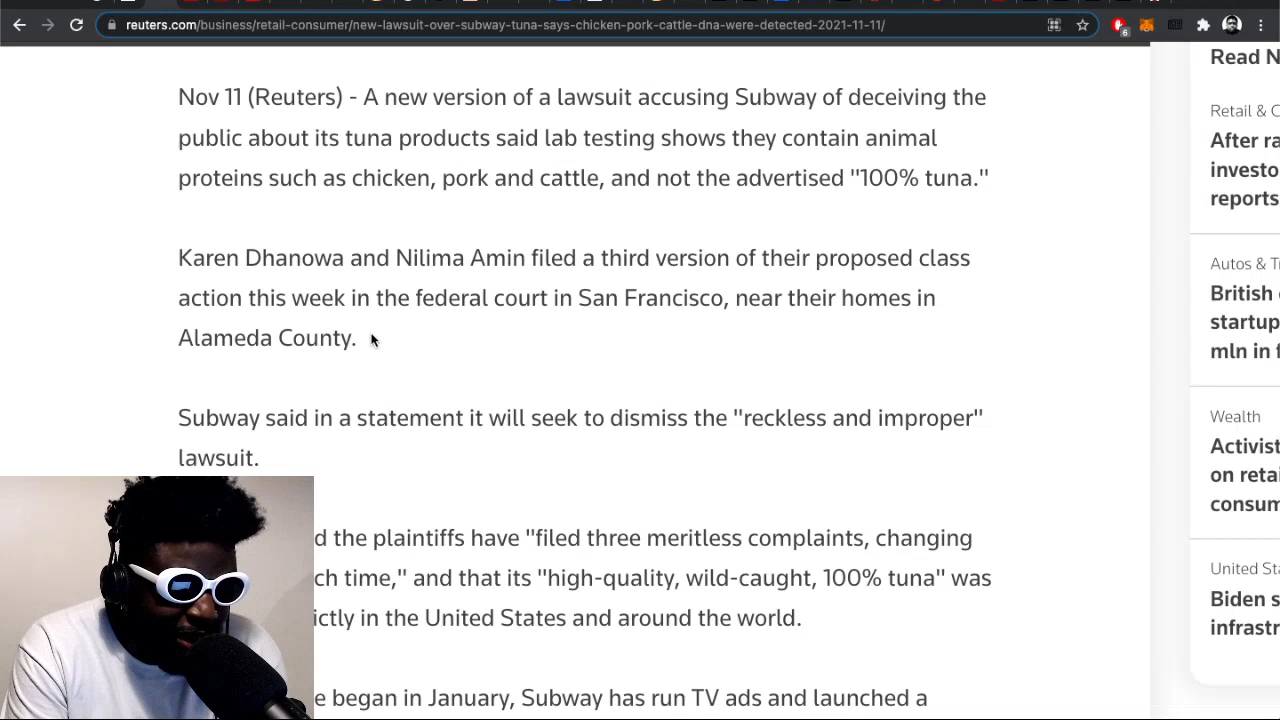 reuters.com/business/retail-consumer/new-lawsuit-over-subway-tuna-says-chicken-pork-cattle-dna-were-detected-2021-11-11/
6
Nov 11 (Reuters) - A new version of a lawsuit accusing Subway of deceiving the
public about its tuna products said lab testing shows they contain animal
proteins such as chicken, pork and cattle, and not the advertised "100% tuna."
Karen Dhanowa and Nilima Amin filed a third version of their proposed class
action this week in the federal court in San Francisco, near their homes in
Alameda County.
Subway said in a statement it will seek to dismiss the "reckless and improper"
lawsuit.
d the plaintiffs have "filed three meritless complaints, changing
ch time," and that its "high-quality, wild-caught, 100% tuna" was
ictly in the United States and around the world.
e began in January, Subway has run TV ads and launched a
Read N
Retail & C
After ra
investo
reports
Autos & T
British
startup
mln in f
Wealth
Activist
on retai
consum
United Sta
Biden s
infrastr